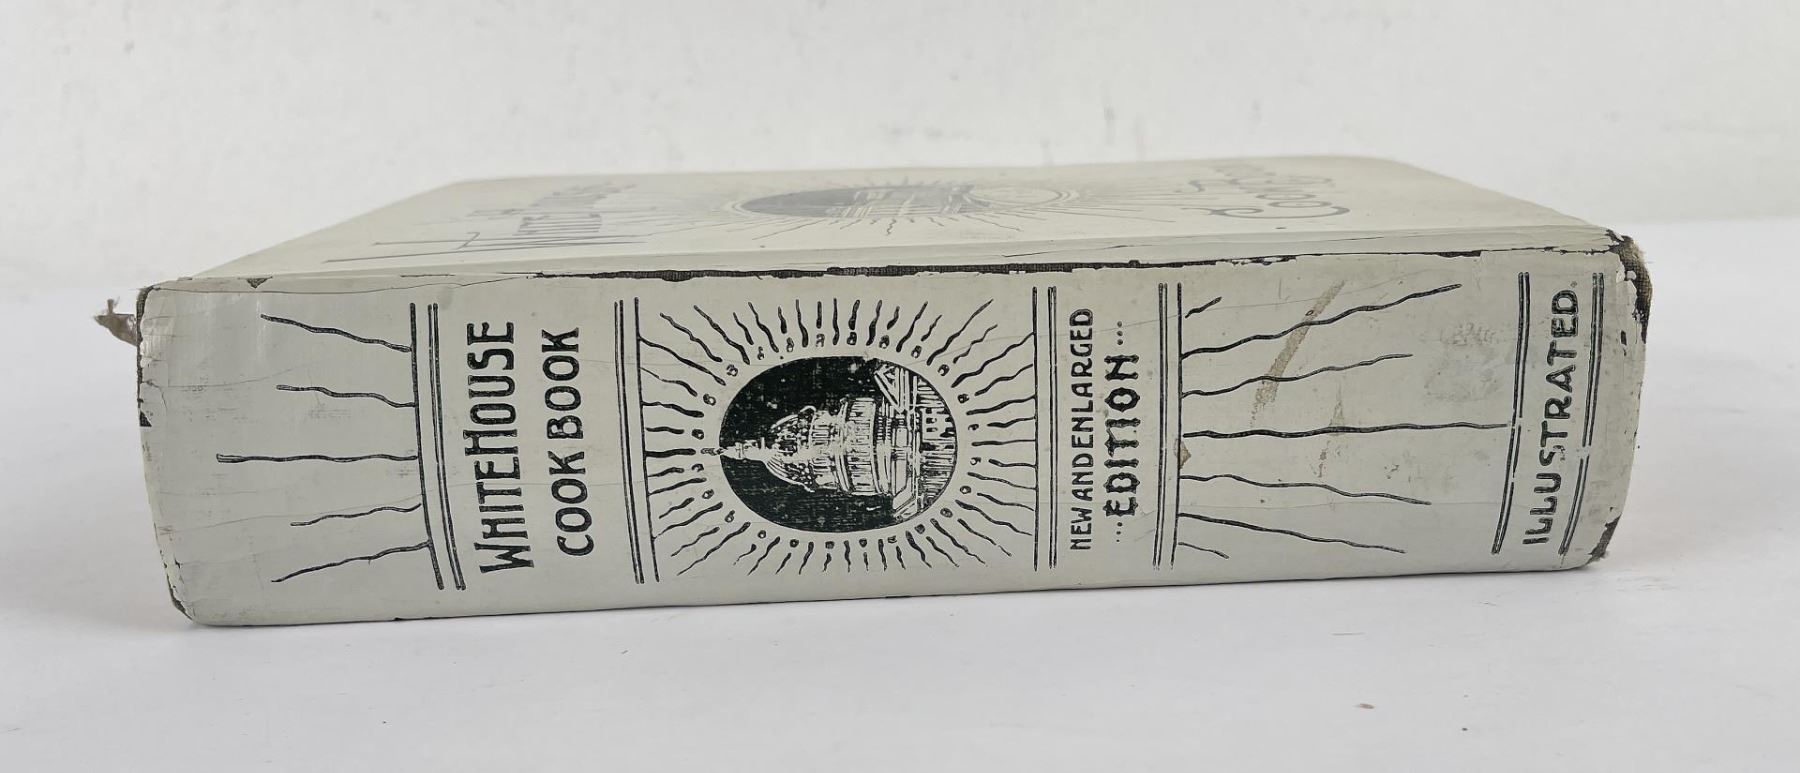 WHITE HOUSE
COOK BOOK
NEW AND ENLARGED
...EDITION...
ILLUSTRATED.